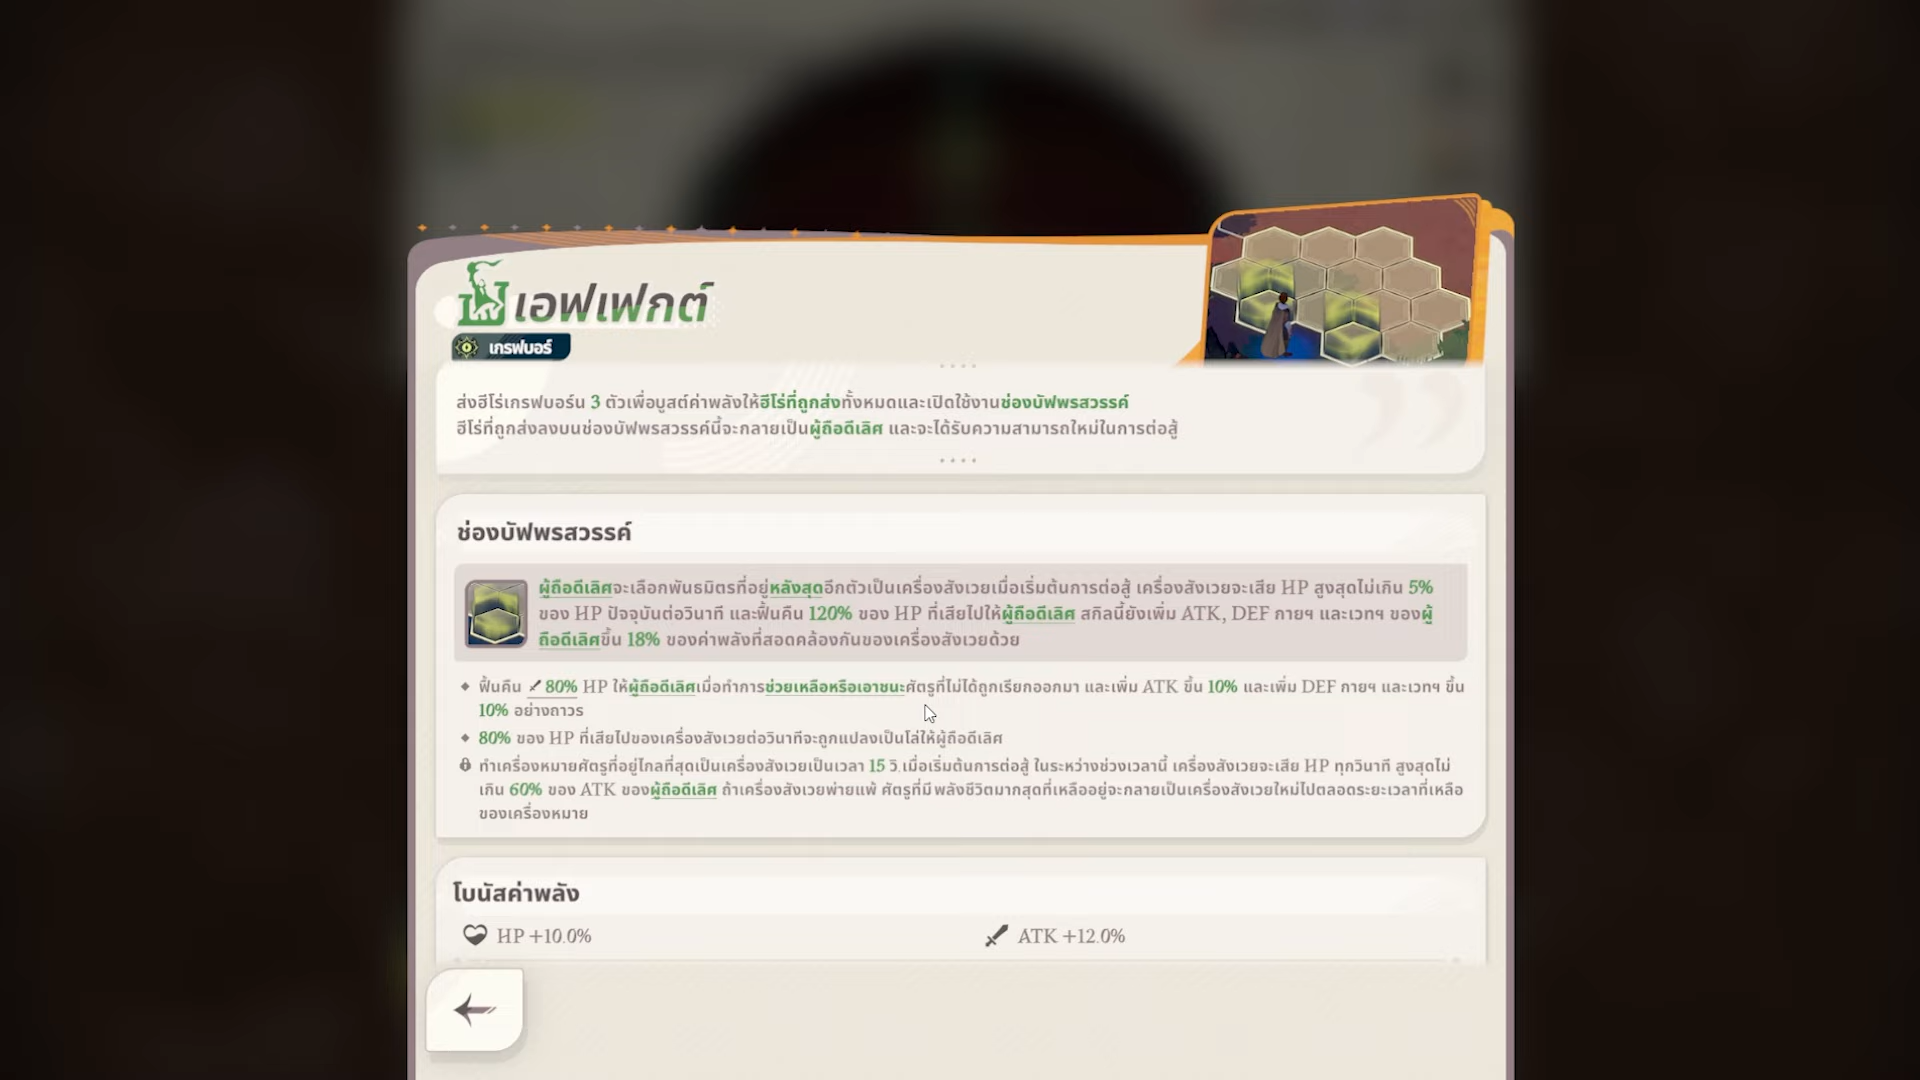 เอฟเฟกต์
เกรฟบอร์
ส่งฮีโร่เกรฟบอร์น 3 ตัวเพื่อบูสต์ค่าพลังให้ฮีโร่ที่ถูกส่งทั้งหมดและเปิดใช้งานช่องบัฟพรสวรรค์
ฮีโร่ที่ถูกส่งลงบนช่องบัฟพรสวรรค์นี้จะกลายเป็นผู้ถือดีเลิศ และจะได้รับความสามารถใหม่ในการต่อสู้
ช่องบัฟพรสวรรค์
ผู้ถือดีเลิศจะเลือกพันธมิตรที่อยู่หลังสุดอีกตัวเป็นเครื่องสังเวยเมื่อเริ่มต้นการต่อสู้ เครื่องสังเวยจะเสีย HP สูงสุดไม่เกิน 5%
ของ HP ปัจจุบันต่อวินาที และฟื้นคืน 120% ของ HP ที่เสียไปให้ผู้ถือดีเลิศ สกิลนี้ยังเพิ่ม ATK, DEF กายฯ และเวทฯ ของผู้
ถือดีเลิศขึ้น 18% ของค่าพลังที่สอดคล้องกันของเครื่องสังเวยด้วย
ฟื้นคืน 80% HP ให้ผู้ถือดีเลิศเมื่อทำการช่วยเหลือหรือเอาชนะศัตรูที่ไม่ได้ถูกเรียกออกมา และเพิ่ม ATK ขึ้น 10% และเพิ่ม DEF กายฯ และเวทฯ ขึ้น
10% อย่างถาวร
80% ของ HP ที่เสียไปของเครื่องสังเวยต่อวินาทีจะถูกแปลงเป็นโล่ให้ผู้ถือดีเลิศ
ทำเครื่องหมายศัตรูที่อยู่ไกลที่สุดเป็นเครื่องสังเวยเป็นเวลา 15 วิ เมื่อเริ่มต้นการต่อสู้ ในระหว่างช่วงเวลานี้ เครื่องสังเวยจะเสีย HP ทุกวินาที สูงสุดไม่
เกิน 60% ของ ATK ของผู้ถือดีเลิศ ถ้าเครื่องสังเวยพ่ายแพ้ ศัตรูที่มีพลังชีวิตมากสุดที่เหลืออยู่จะกลายเป็นเครื่องสังเวยใหม่ไปตลอดระยะเวลาที่เหลือ
ของเครื่องหมาย
โบนัสค่าพลัง
HP +10.0%
ATK +12.0%